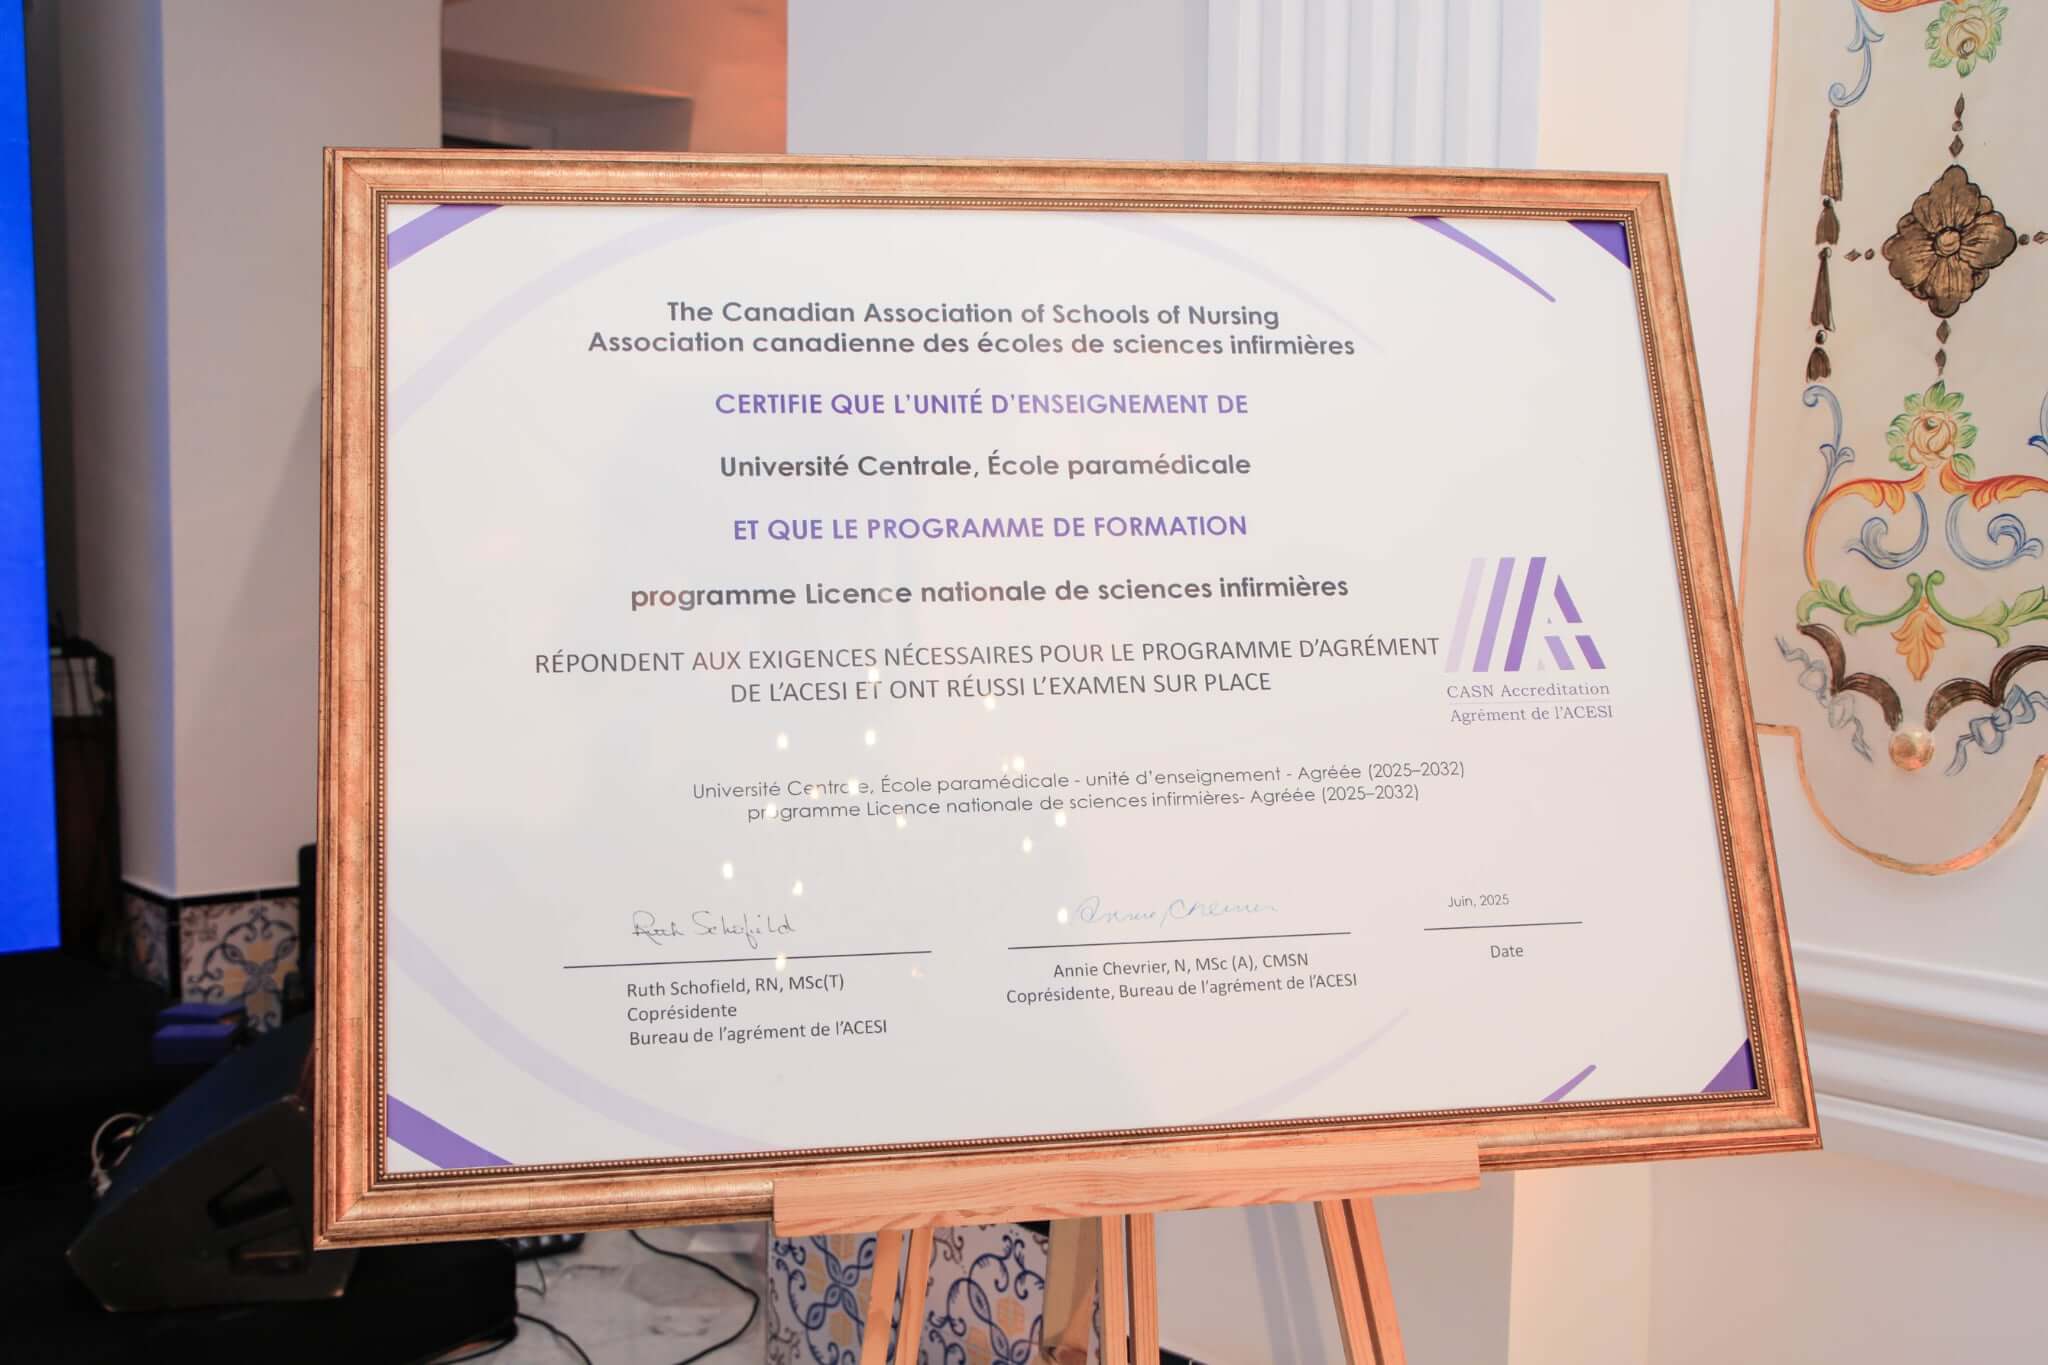 The Canadian Association of Schools of Nursing
Association canadienne des écoles de sciences infirmières
CERTIFIE QUE L'UNITÉ D'ENSEIGNEMENT DE
Université Centrale, École paramédicale
ET QUE LE PROGRAMME DE FORMATION
programme Licence nationale de sciences infirmières
RÉPONDENT AUX EXIGENCES NÉCESSAIRES POUR LE PROGRAMME D'AGRÉMENT
DE L'ACESI ET ONT RÉUSSI L'EXAMEN SUR PLACE
CASN Accreditation
Agrément de l'ACESI
Université Centrale, École paramédicale - unité d'enseignement - Agréée (2025–2032)
programme Licence nationale de sciences infirmières- Agréée (2025–2032)
Ruth Schofield
Annie Chevrier
Juin, 2025
Ruth Schofield, RN, MSc(T)
Coprésidente
Bureau de l'agrément de l'ACESI
Annie Chevrier, N, MSc (A), CMSN
Coprésidente, Bureau de l'agrément de l'ACESI
Date